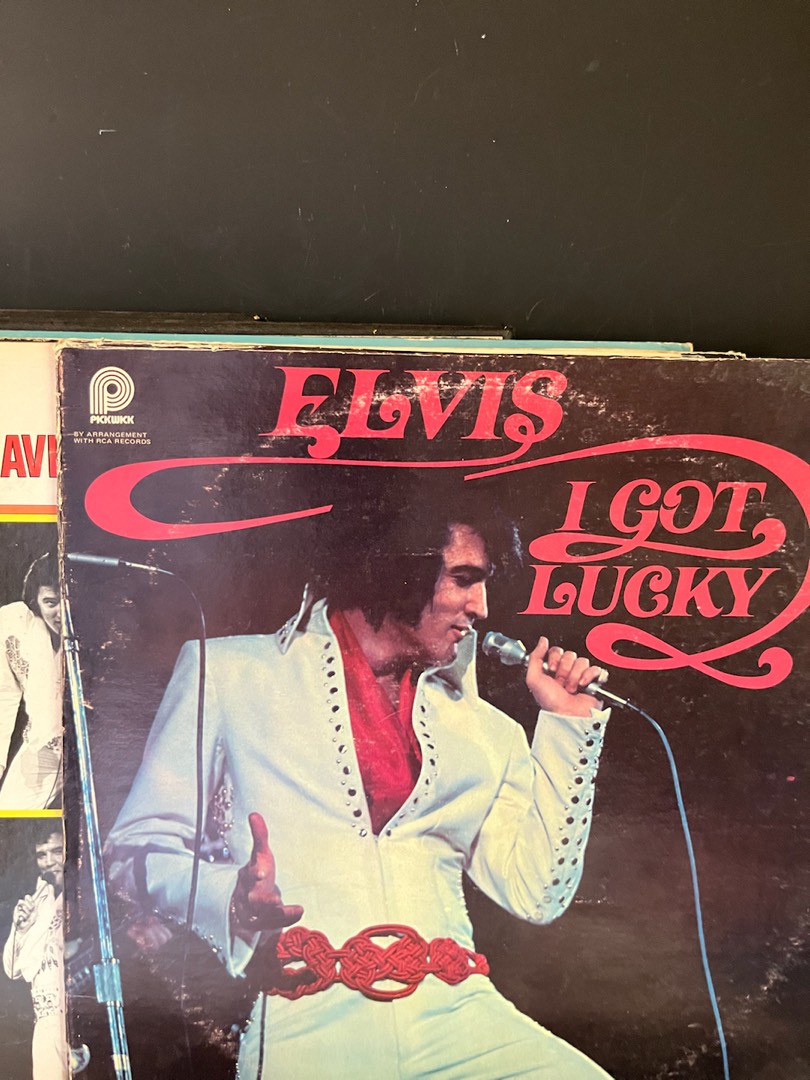 PICKWICK
BY ARRANGEMENT
WITH RCA RECORDS
ELVIS
I GOT
LUCKY